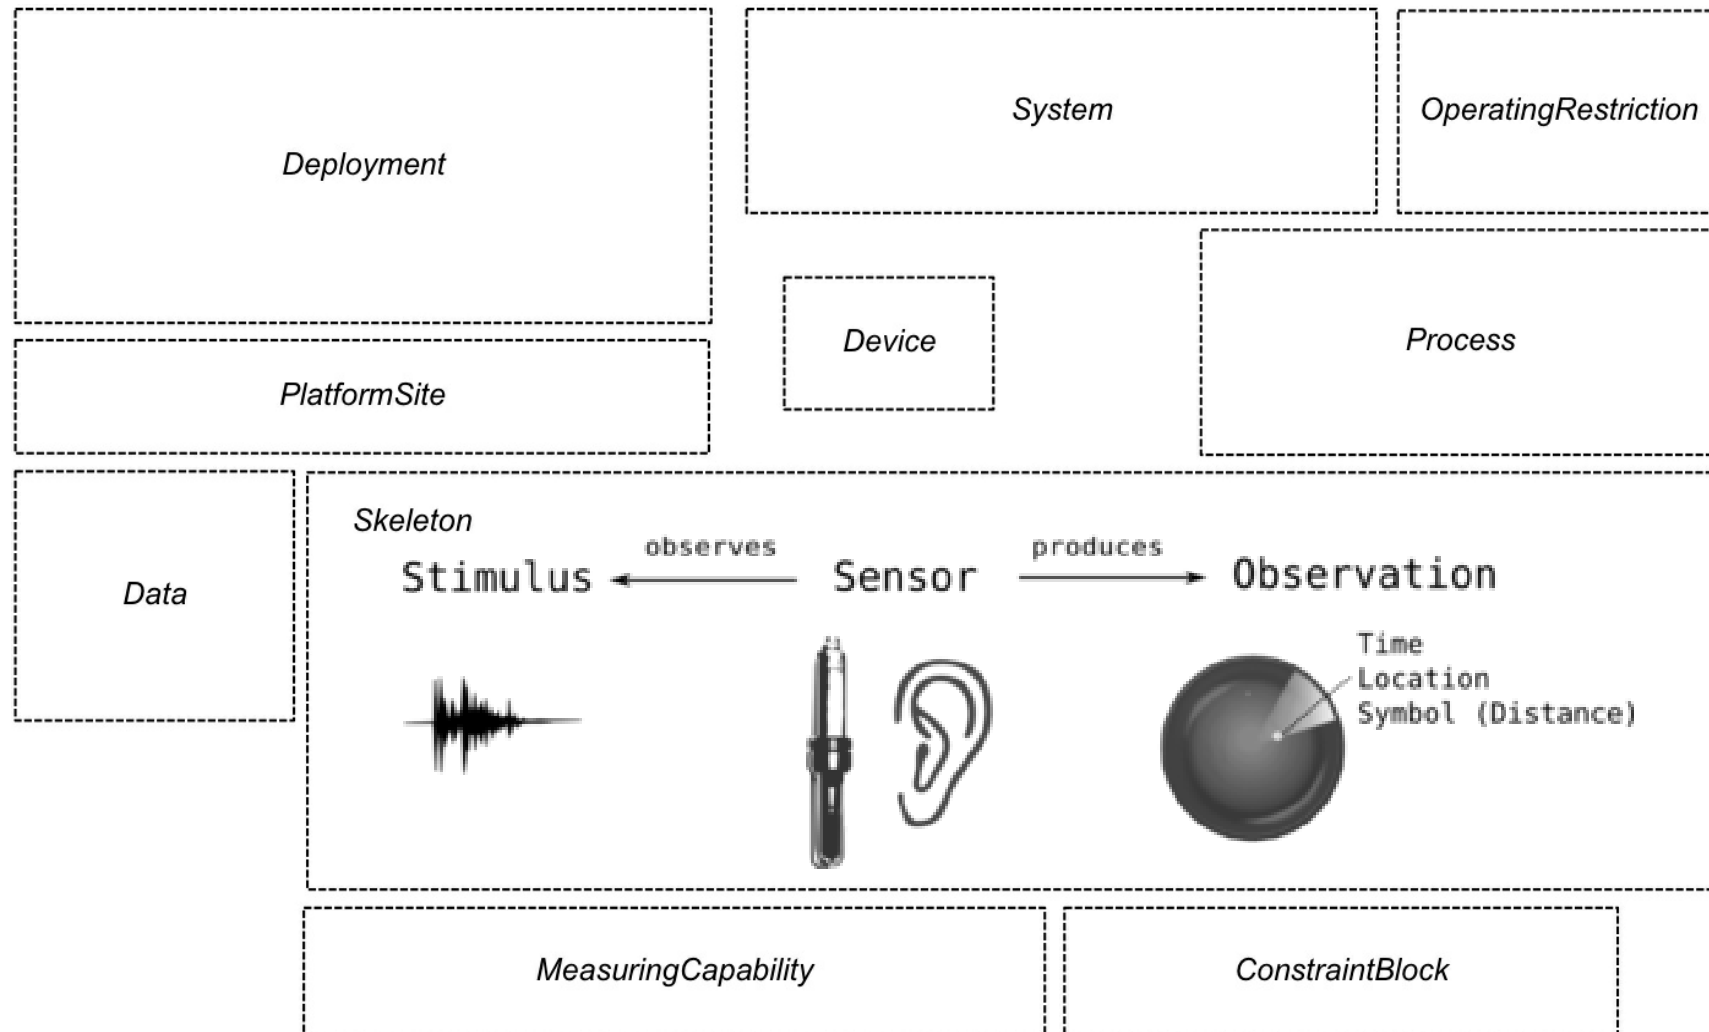 Deployment
System
OperatingRestriction
Device
Process
PlatformSite
Data
Skeleton
observes
produces
Stimulus
Sensor
Observation
Time
Location
Symbol (Distance)
MeasuringCapability
ConstraintBlock